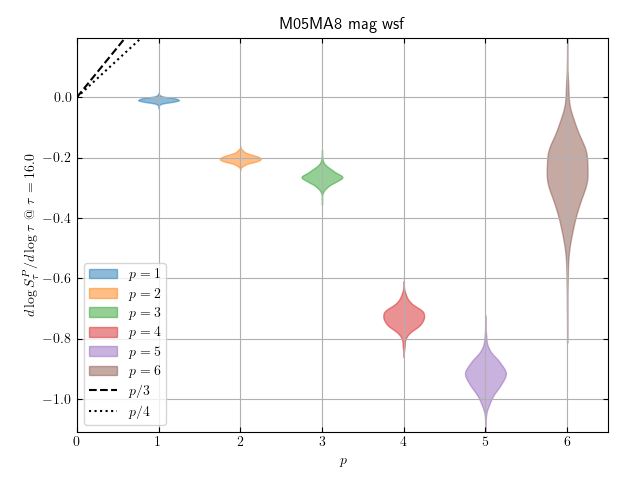 M05MA8 mag wsf
d log S_τ^P / d log τ @ τ = 16.0
0.0
−0.2
−0.4
−0.6
−0.8
−1.0
p = 1
p = 2
p = 3
p = 4
p = 5
p = 6
p/3
p/4
0 1 2 3 4 5 6
p